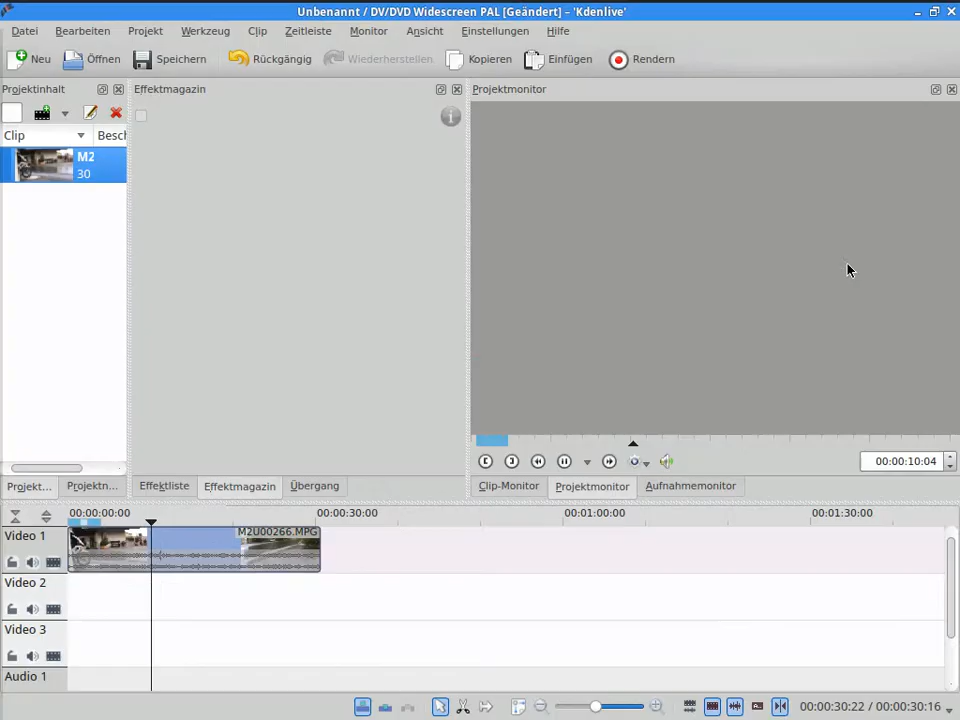 Unbenannt / DV/DVD Widescreen PAL [Geändert] – 'Kdenlive'
Datei Bearbeiten Projekt Werkzeug Clip Zeitleiste Monitor Ansicht Einstellungen Hilfe
Neu Öffnen Speichern Rückgängig Wiederherstellen Kopieren Einfügen Rendern
Projektinhalt Effektmagazin Projektmonitor
Clip Besch
M2
30
00:00:10:04
Projekt... Projektn... Effektliste Effektmagazin Übergang Clip-Monitor Projektmonitor Aufnahmemonitor
00:00:00:00 00:00:30:00 00:01:00:00 00:01:30:00
Video 1 M2U00266.MPG
Video 2
Video 3
Audio 1
00:00:30:22 / 00:00:30:16